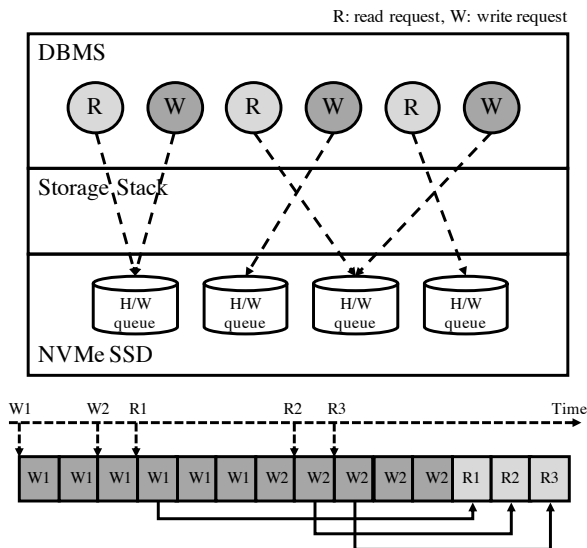 R: read request, W: write request
DBMS
R W R W R W
Storage Stack
H/W queue H/W queue H/W queue H/W queue
NVMe SSD
W1 W2 R1 R2 R3 Time
W1 W1 W1 W1 W1 W1 W2 W2 W2 W2 W2 R1 R2 R3